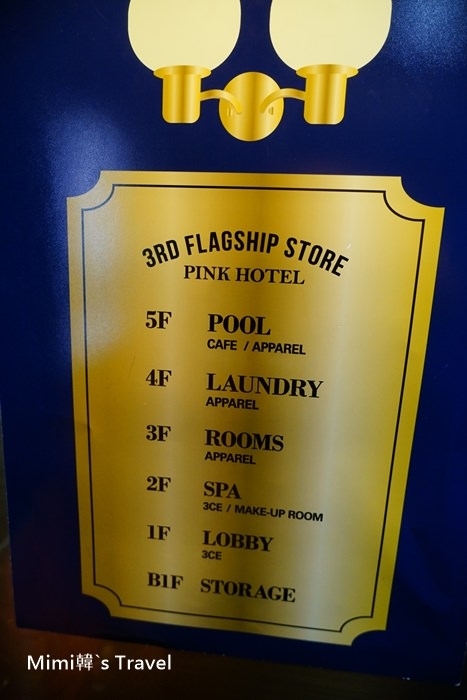 3RD FLAGSHIP STORE
PINK HOTEL
5F POOL
CAFE / APPAREL
4F LAUNDRY
APPAREL
3F ROOMS
APPAREL
2F SPA
3CE / MAKE-UP ROOM
1F LOBBY
3CE
B1F STORAGE
Mimi韓`s Travel